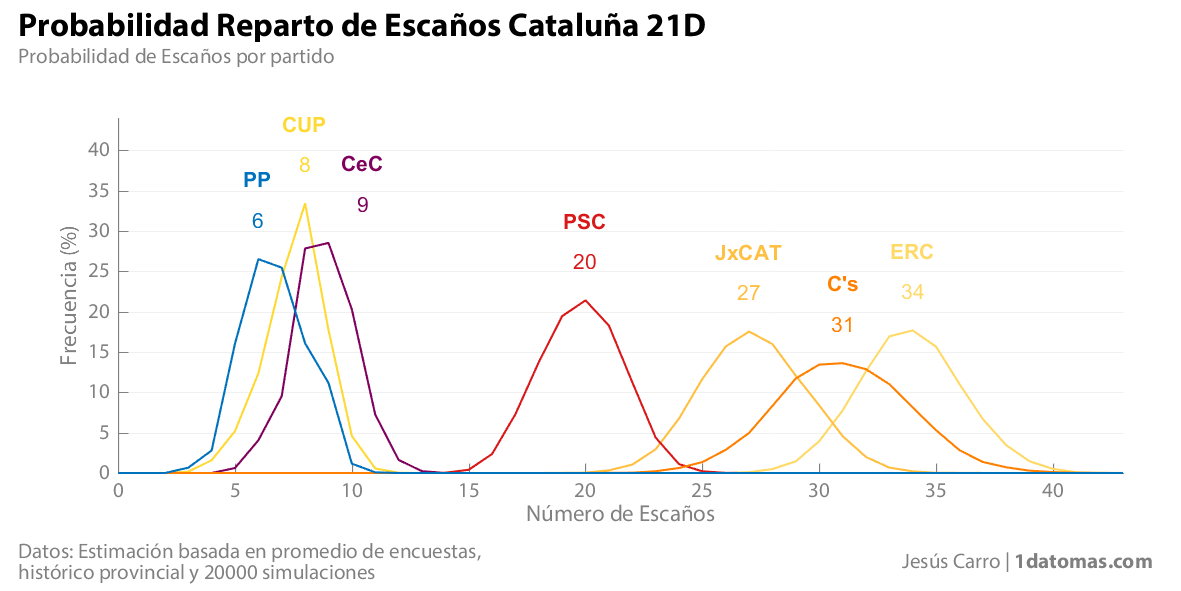 Probabilidad Reparto de Escaños Cataluña 21D
Probabilidad de Escaños por partido
CUP
8
CeC
9
PP
6
PSC
20
JxCAT
27
C's
31
ERC
34
Frecuencia (%)
40
35
30
25
20
15
10
5
0
0 5 10 15 20 25 30 35 40
Número de Escaños
Datos: Estimación basada en promedio de encuestas,
histórico provincial y 20000 simulaciones
Jesús Carro | 1datomas.com